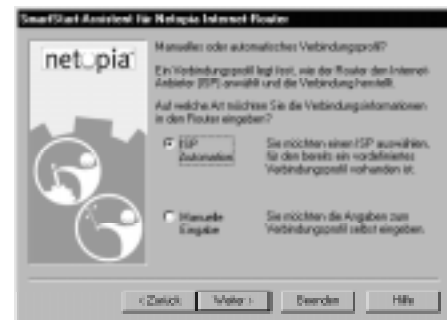 SmartStart Assistent für Netopia Internet Router
netopia
Manuelles oder automatisches Verbindungsprofil?
Ein Verbindungsprofil legt fest, wie der Router den Internet-
Anbieter (ISP) anwählt und die Verbindung herstellt.
Auf welche Art möchten Sie die Verbindungsinformationen
in den Router eingeben?
ISP
Automation
Sie möchten einen ISP auswählen,
für den bereits ein vordefiniertes
Verbindungsprofil vorhanden ist.
Manuelle
Eingabe
Sie möchten die Angaben zum
Verbindungsprofil selbst eingeben.
< Zurück
Weiter >
Beenden
Hilfe